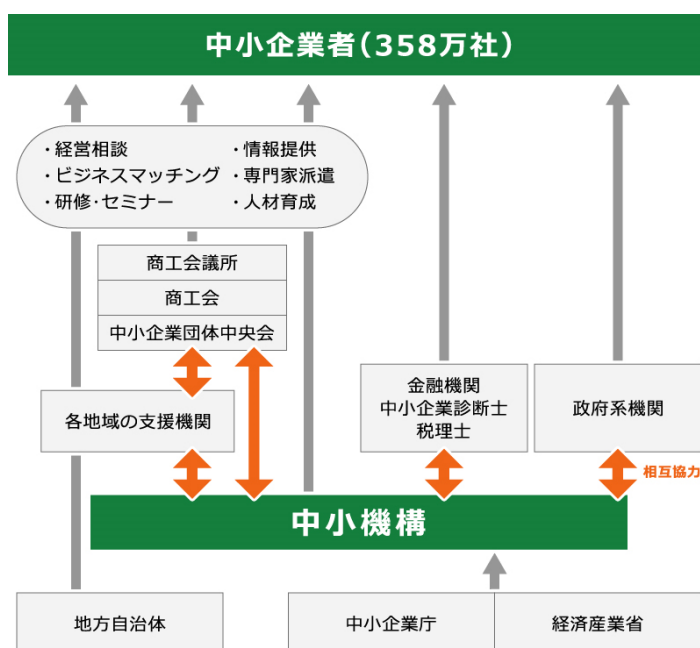 中小企業者(358万社)
・経営相談
・ビジネスマッチング
・研修・セミナー
・情報提供
・専門家派遣
・人材育成
商工会議所
商工会
中小企業団体中央会
各地域の支援機関
金融機関
中小企業診断士
税理士
政府系機関
相互協力
中小機構
地方自治体
中小企業庁
経済産業省